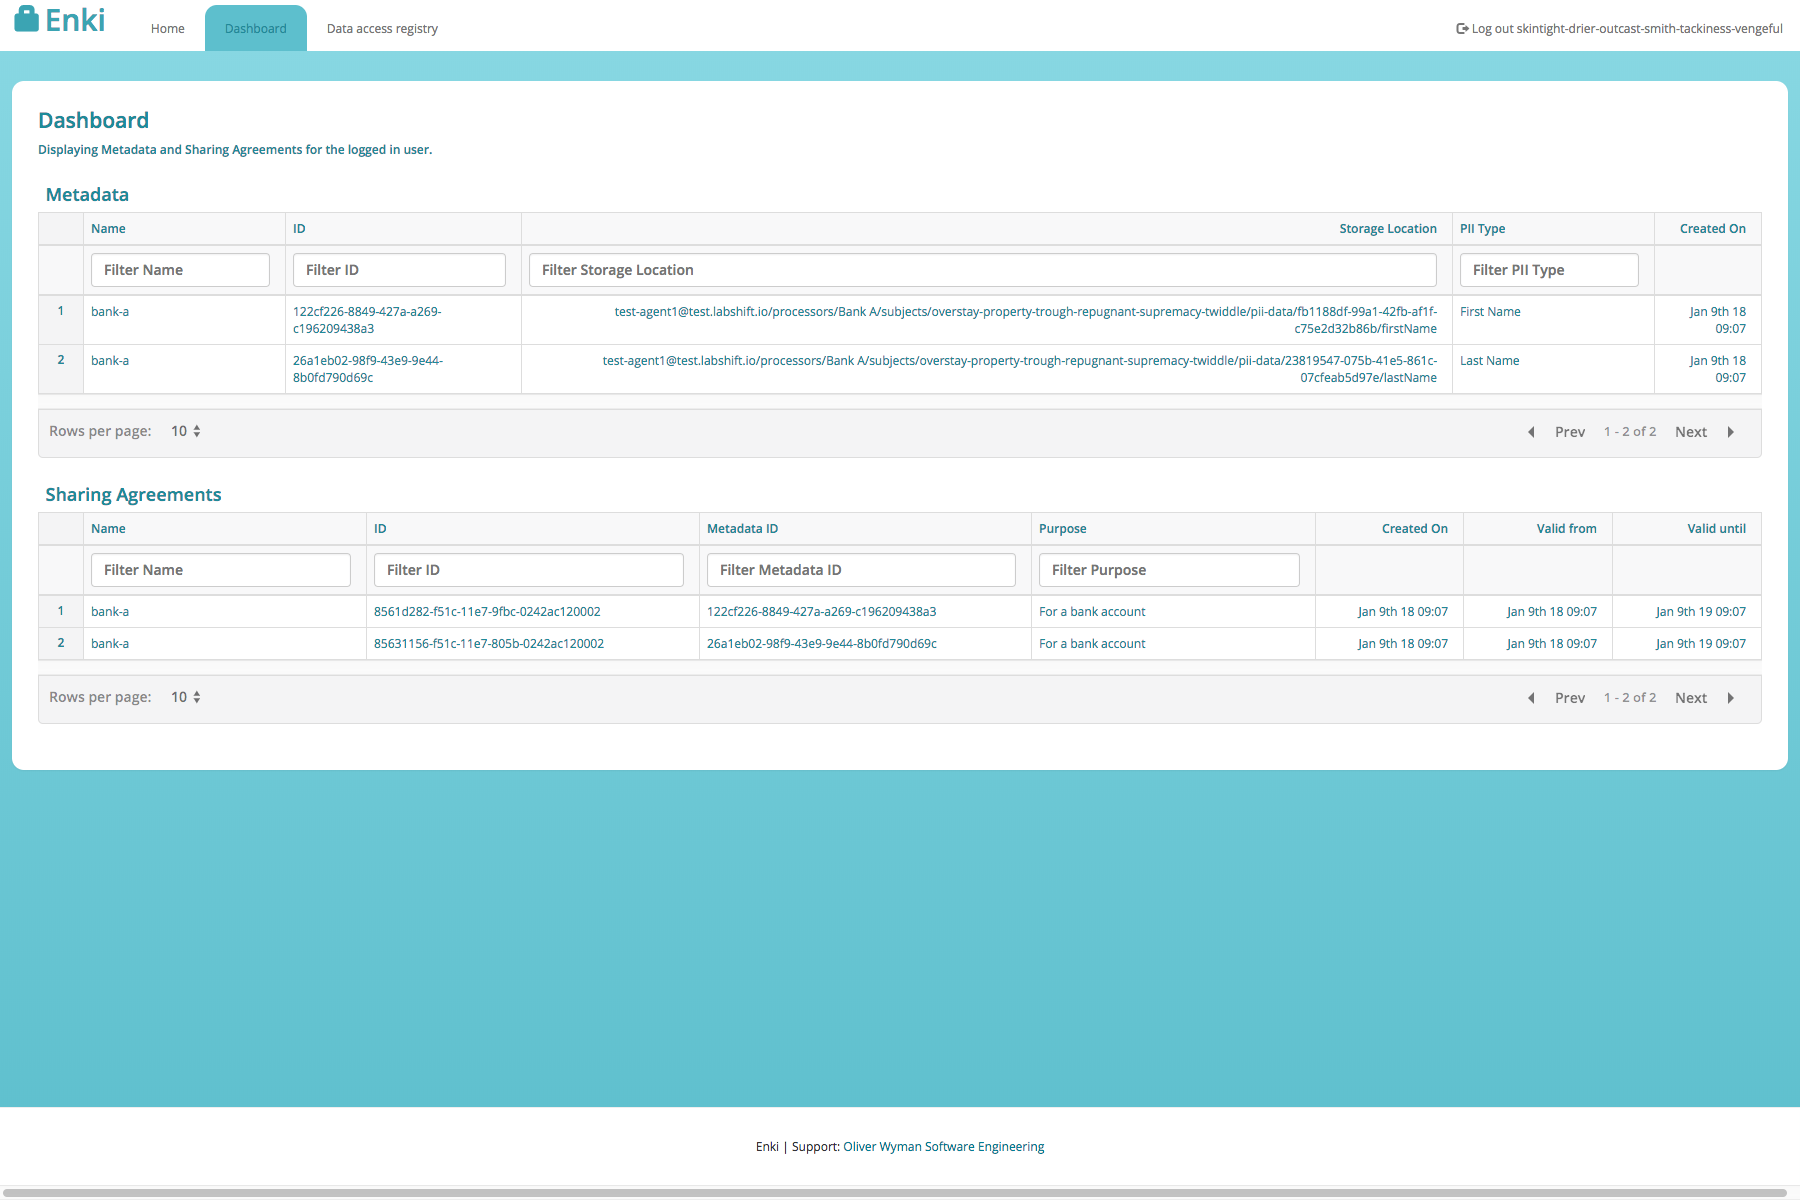 Enki
Home
Dashboard
Data access registry
Log out skintight-drier-outcast-smith-tackiness-vengeful
Dashboard
Displaying Metadata and Sharing Agreements for the logged in user.
Metadata
Name ID Storage Location PII Type Created On
Filter Name Filter ID Filter Storage Location Filter PII Type
1 bank-a 122cf226-8849-427a-a269- test-agent1@test.labshift.io/processors/Bank A/subjects/overstay-property-trough-repugnant-supremacy-twiddle/pii-data/fb1188df-99a1-42fb-af1f- First Name Jan 9th 18
c196209438a3 c75e2d32b86b/firstName 09:07
2 bank-a 26a1eb02-98f9-43e9-9e44- test-agent1@test.labshift.io/processors/Bank A/subjects/overstay-property-trough-repugnant-supremacy-twiddle/pii-data/23819547-075b-41e5-861c- Last Name Jan 9th 18
8b0fd790d69c 07cfeab5d97e/lastName 09:07
Rows per page: 10 Prev 1 - 2 of 2 Next
Sharing Agreements
Name ID Metadata ID Purpose Created On Valid from Valid until
Filter Name Filter ID Filter Metadata ID Filter Purpose
1 bank-a 8561d282-f51c-11e7-9fbc-0242ac120002 122cf226-8849-427a-a269-c196209438a3 For a bank account Jan 9th 18 09:07 Jan 9th 18 09:07 Jan 9th 19 09:07
2 bank-a 85631156-f51c-11e7-805b-0242ac120002 26a1eb02-98f9-43e9-9e44-8b0fd790d69c For a bank account Jan 9th 18 09:07 Jan 9th 18 09:07 Jan 9th 19 09:07
Rows per page: 10 Prev 1 - 2 of 2 Next
Enki | Support: Oliver Wyman Software Engineering